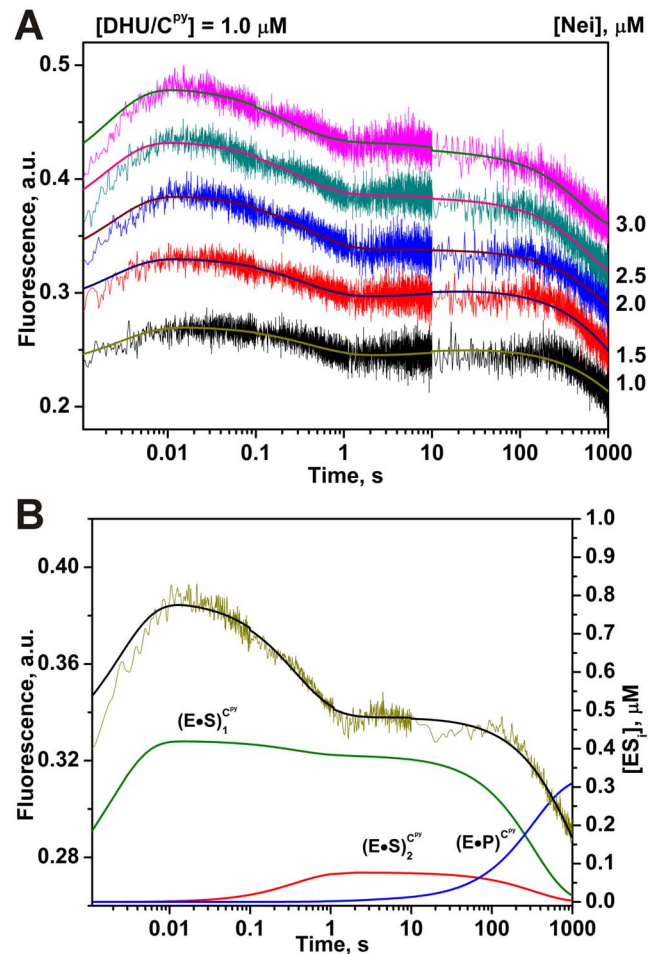 A
[DHU/Cᵖʸ] = 1.0 μM
[Nei], μM
0.5
0.4
0.3
0.2
Fluorescence, a.u.
3.0
2.5
2.0
1.5
1.0
0.01 0.1 1 10 100 1000
Time, s
B
0.40
0.36
0.32
0.28
Fluorescence, a.u.
1.0
0.9
0.8
0.7
0.6
0.5
0.4
0.3
0.2
0.1
0.0
[ESᵢ], μM
(E•S)₁^Cᵖʸ
(E•S)₂^Cᵖʸ (E•P)^Cᵖʸ
0.01 0.1 1 10 100 1000
Time, s